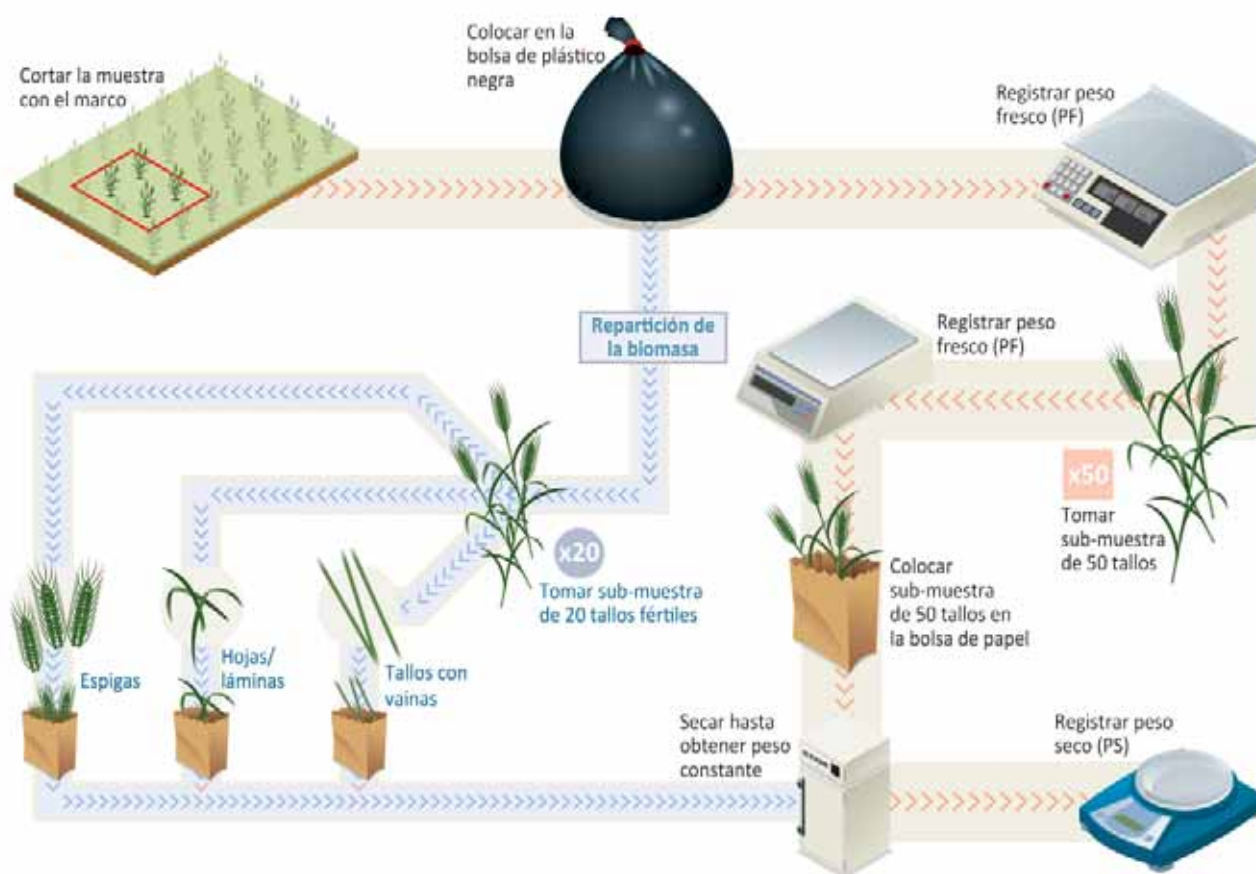 Cortar la muestra
con el marco
Colocar en la
bolsa de plástico
negra
Registrar peso
fresco (PF)
Repartición de
la biomasa
Registrar peso
fresco (PF)
x50
Tomar
sub-muestra
de 50 tallos
x20
Tomar sub-muestra
de 20 tallos fértiles
Colocar
sub-muestra
de 50 tallos en
la bolsa de papel
Espigas
Hojas/
láminas
Tallos con
vainas
Secar hasta
obtener peso
constante
Registrar peso
seco (PS)